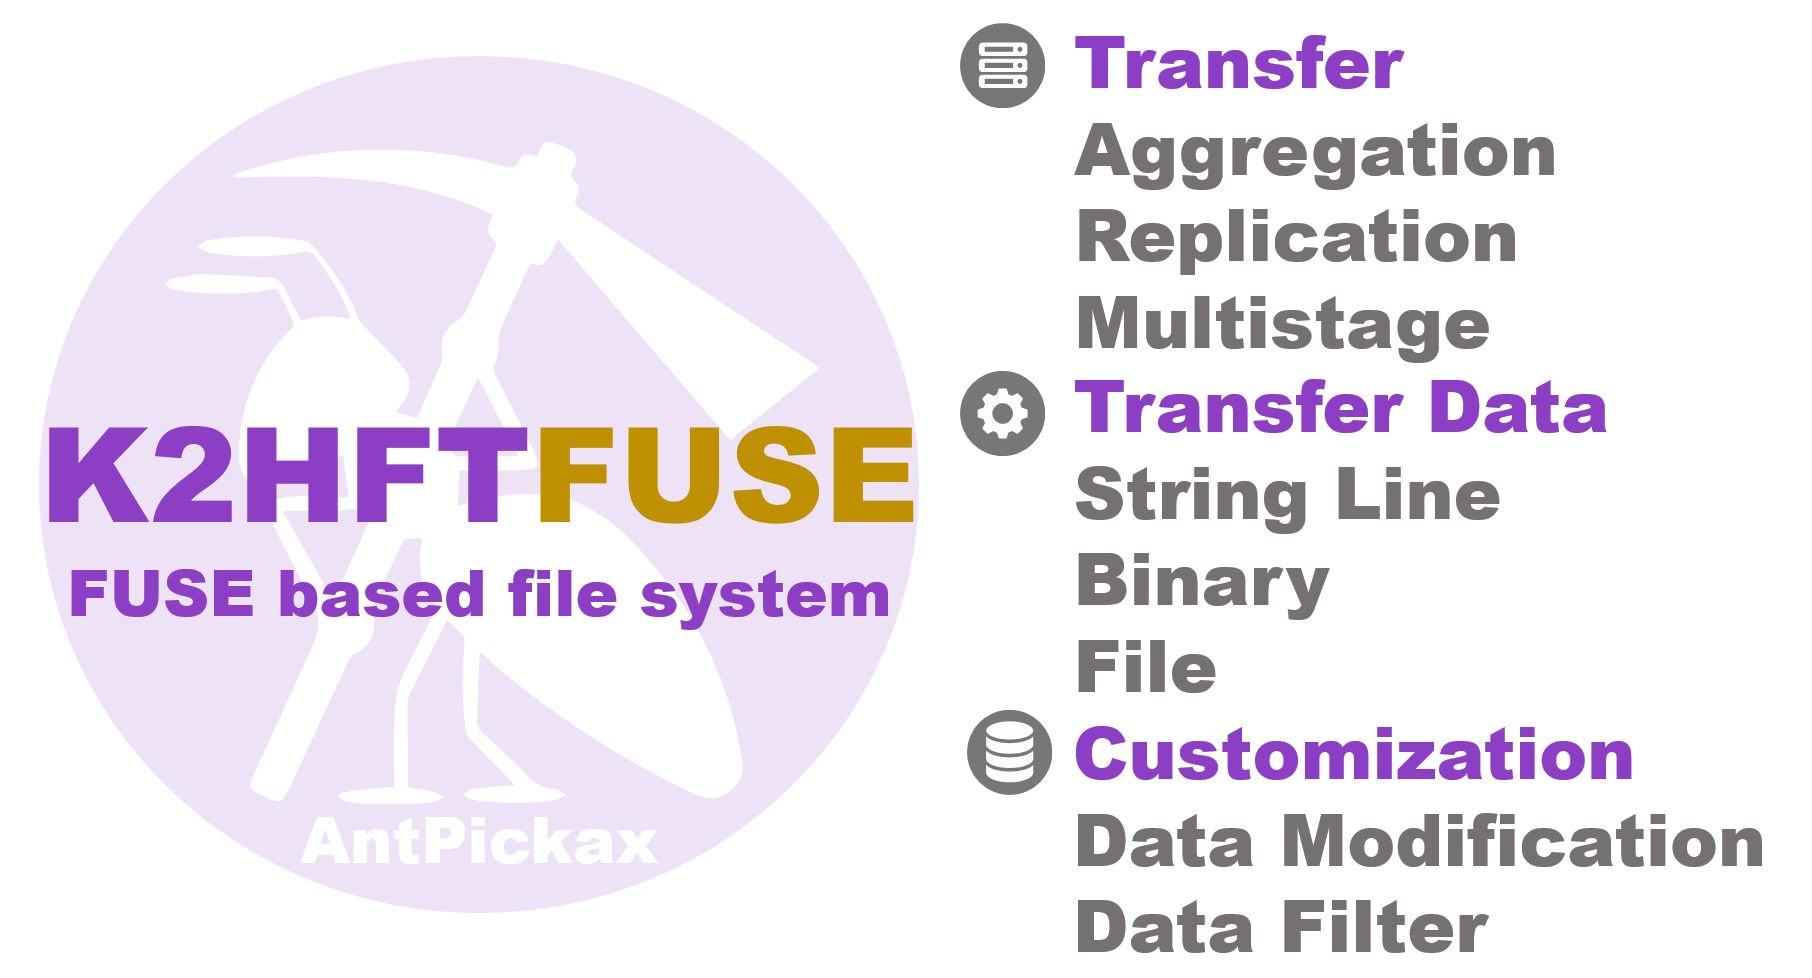 K2HFTFUSE
FUSE based file system
AntPickax
Transfer
Aggregation
Replication
Multistage
Transfer Data
String Line
Binary
File
Customization
Data Modification
Data Filter